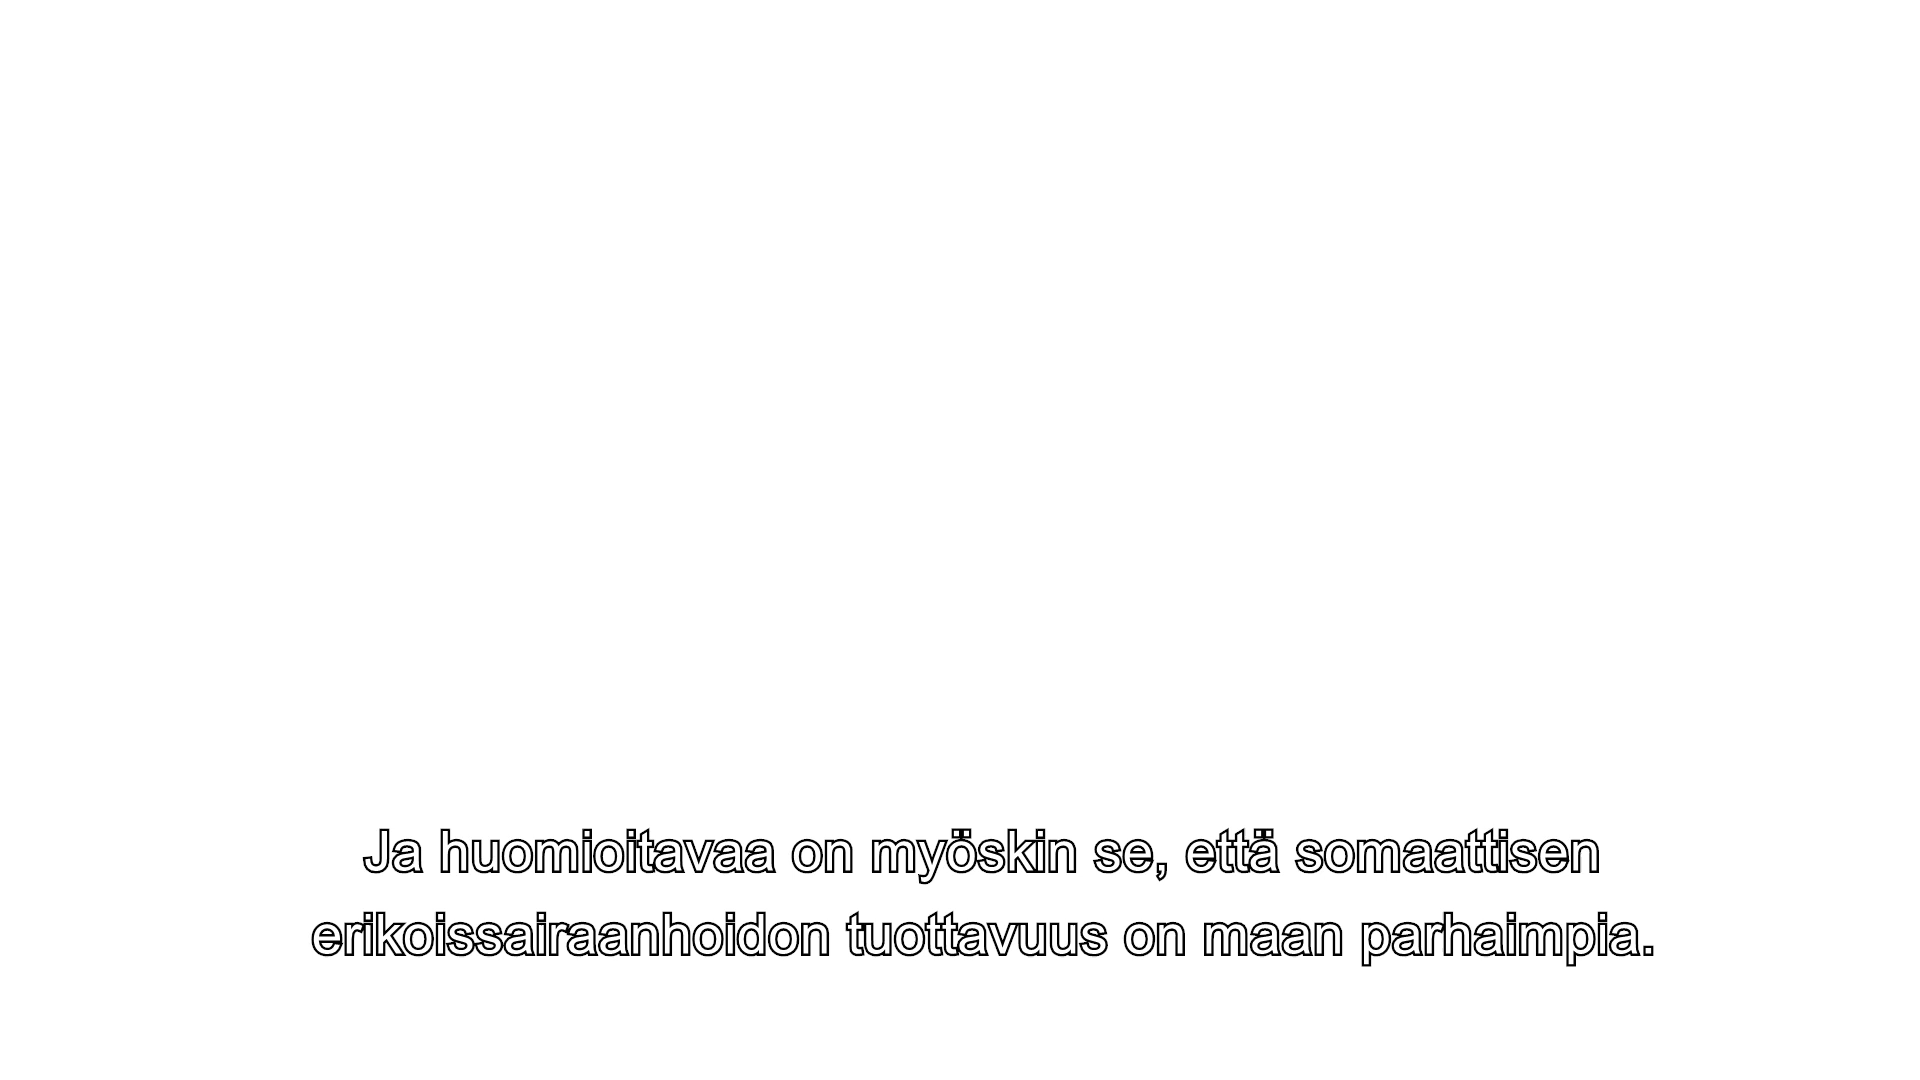 Ja huomioitavaa on myöskin se, että somaattisen
erikoissairaanhoidon tuottavuus on maan parhaimpia.